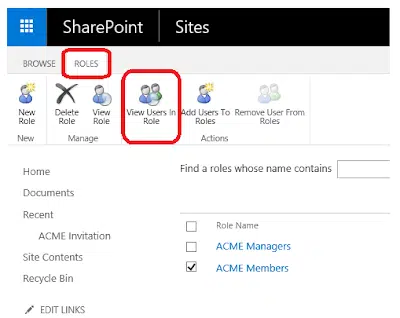 SharePoint Sites
BROWSE ROLES
New Role
Delete Role
View Role
View Users In Role
Add Users To Roles
Remove User From Roles
New
Manage
Actions
Home
Documents
Recent
ACME Invitation
Site Contents
Recycle Bin
EDIT LINKS
Find a roles whose name contains
Role Name
ACME Managers
ACME Members